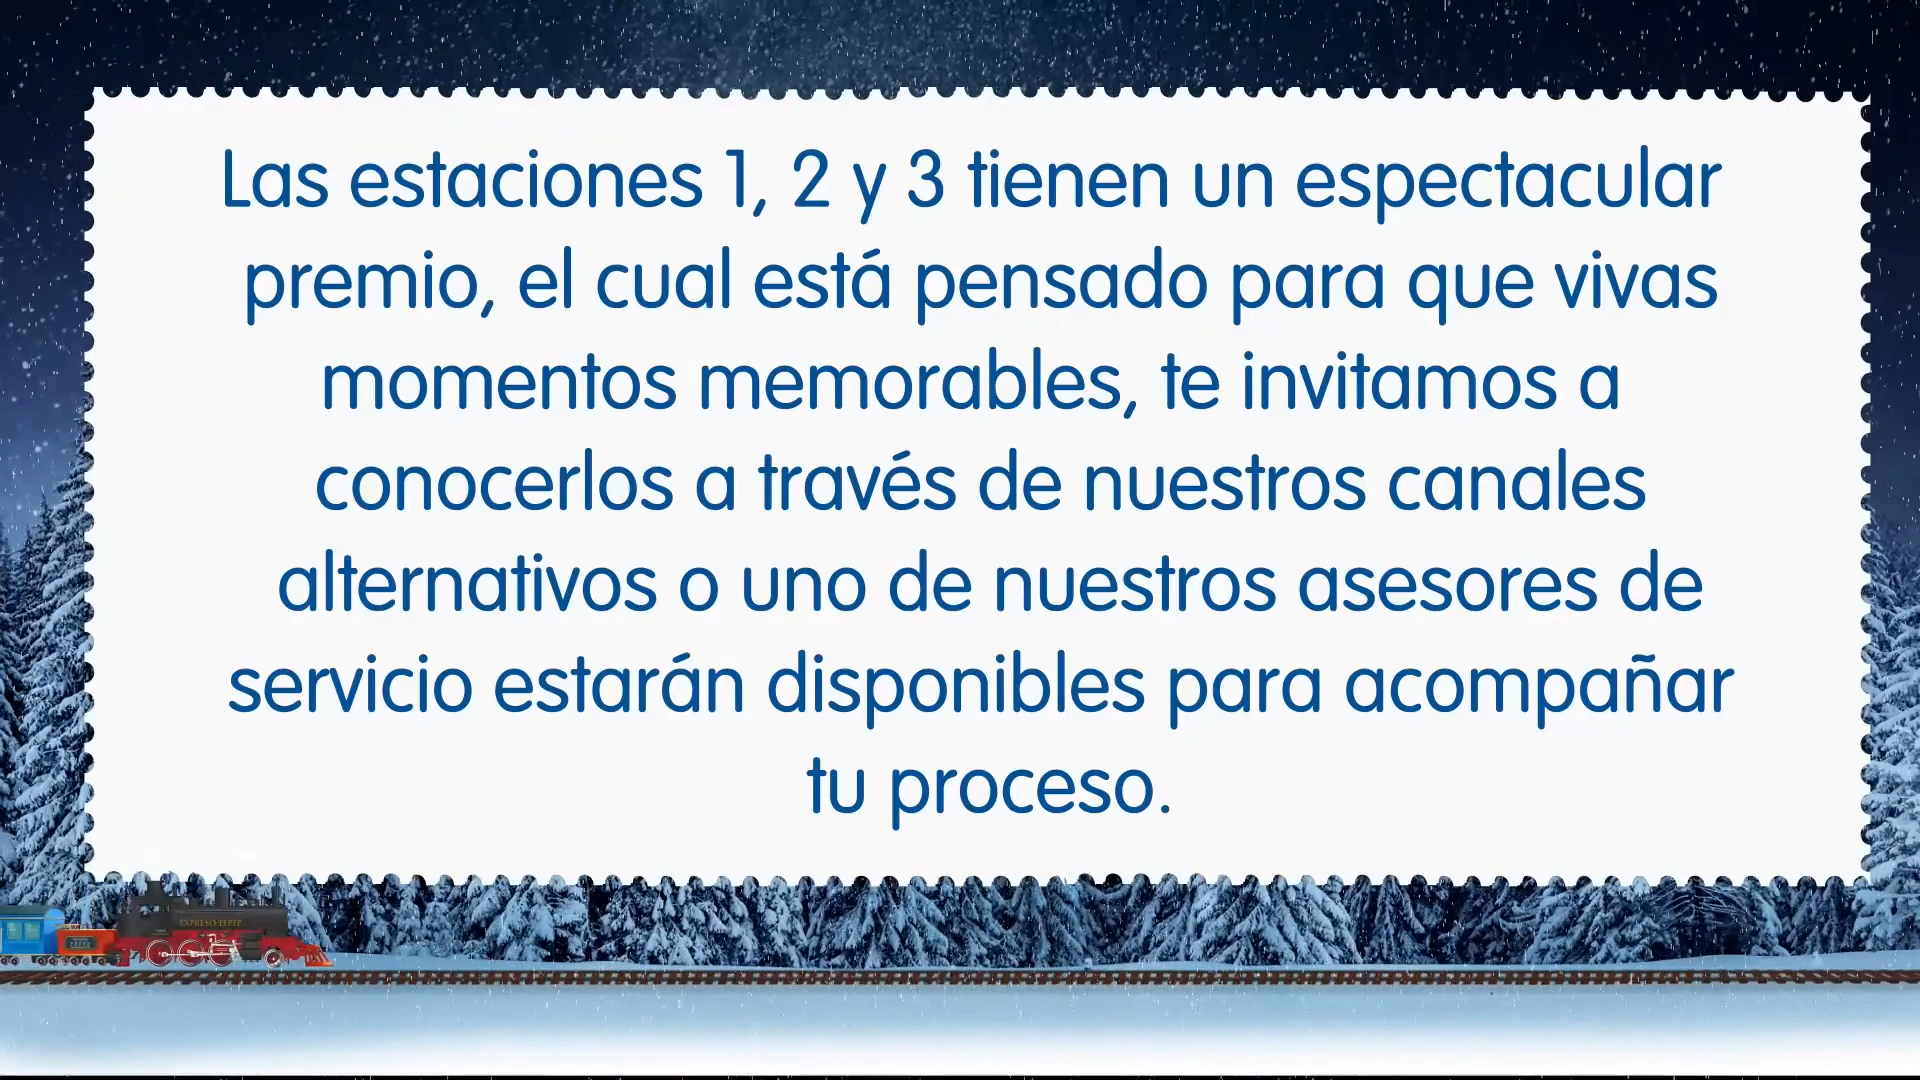 Las estaciones 1, 2 y 3 tienen un espectacular
premio, el cual está pensado para que vivas
momentos memorables, te invitamos a
conocerlos a través de nuestros canales
alternativos o uno de nuestros asesores de
servicio estarán disponibles para acompañar
tu proceso.